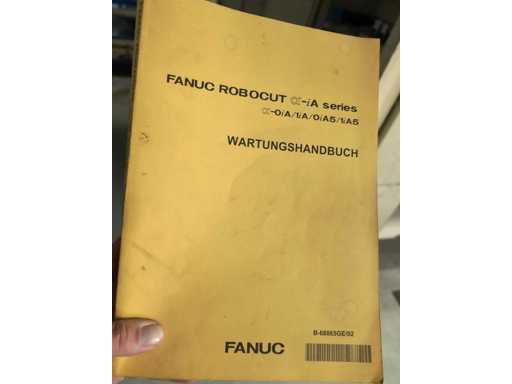 FANUC ROBOCUT α-iA series
α-0iA/1iA/0iA5/1iA5
WARTUNGSHANDBUCH
FANUC